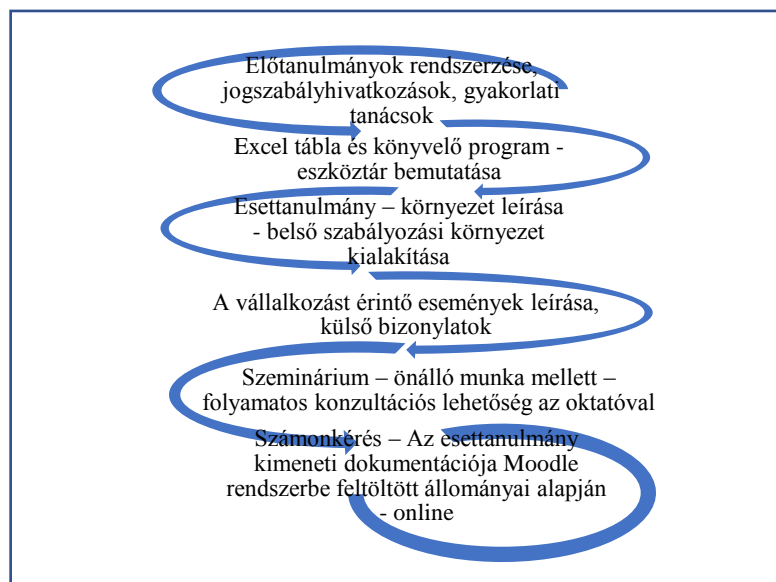 Előtanulmányok rendszerzése,
jogszabályhivatkozások, gyakorlati
tanácsok
Excel tábla és könyvelő program -
eszköztár bemutatása
Esettanulmány – környezet leírása
- belső szabályozási környezet
kialakítása
A vállalkozást érintő események leírása,
külső bizonylatok
Szeminárium – önálló munka mellett –
folyamatos konzultációs lehetőség az oktatóval
Számonkérés – Az esettanulmány
kimeneti dokumentációja Moodle
rendszerbe feltöltött állományai alapján
- online